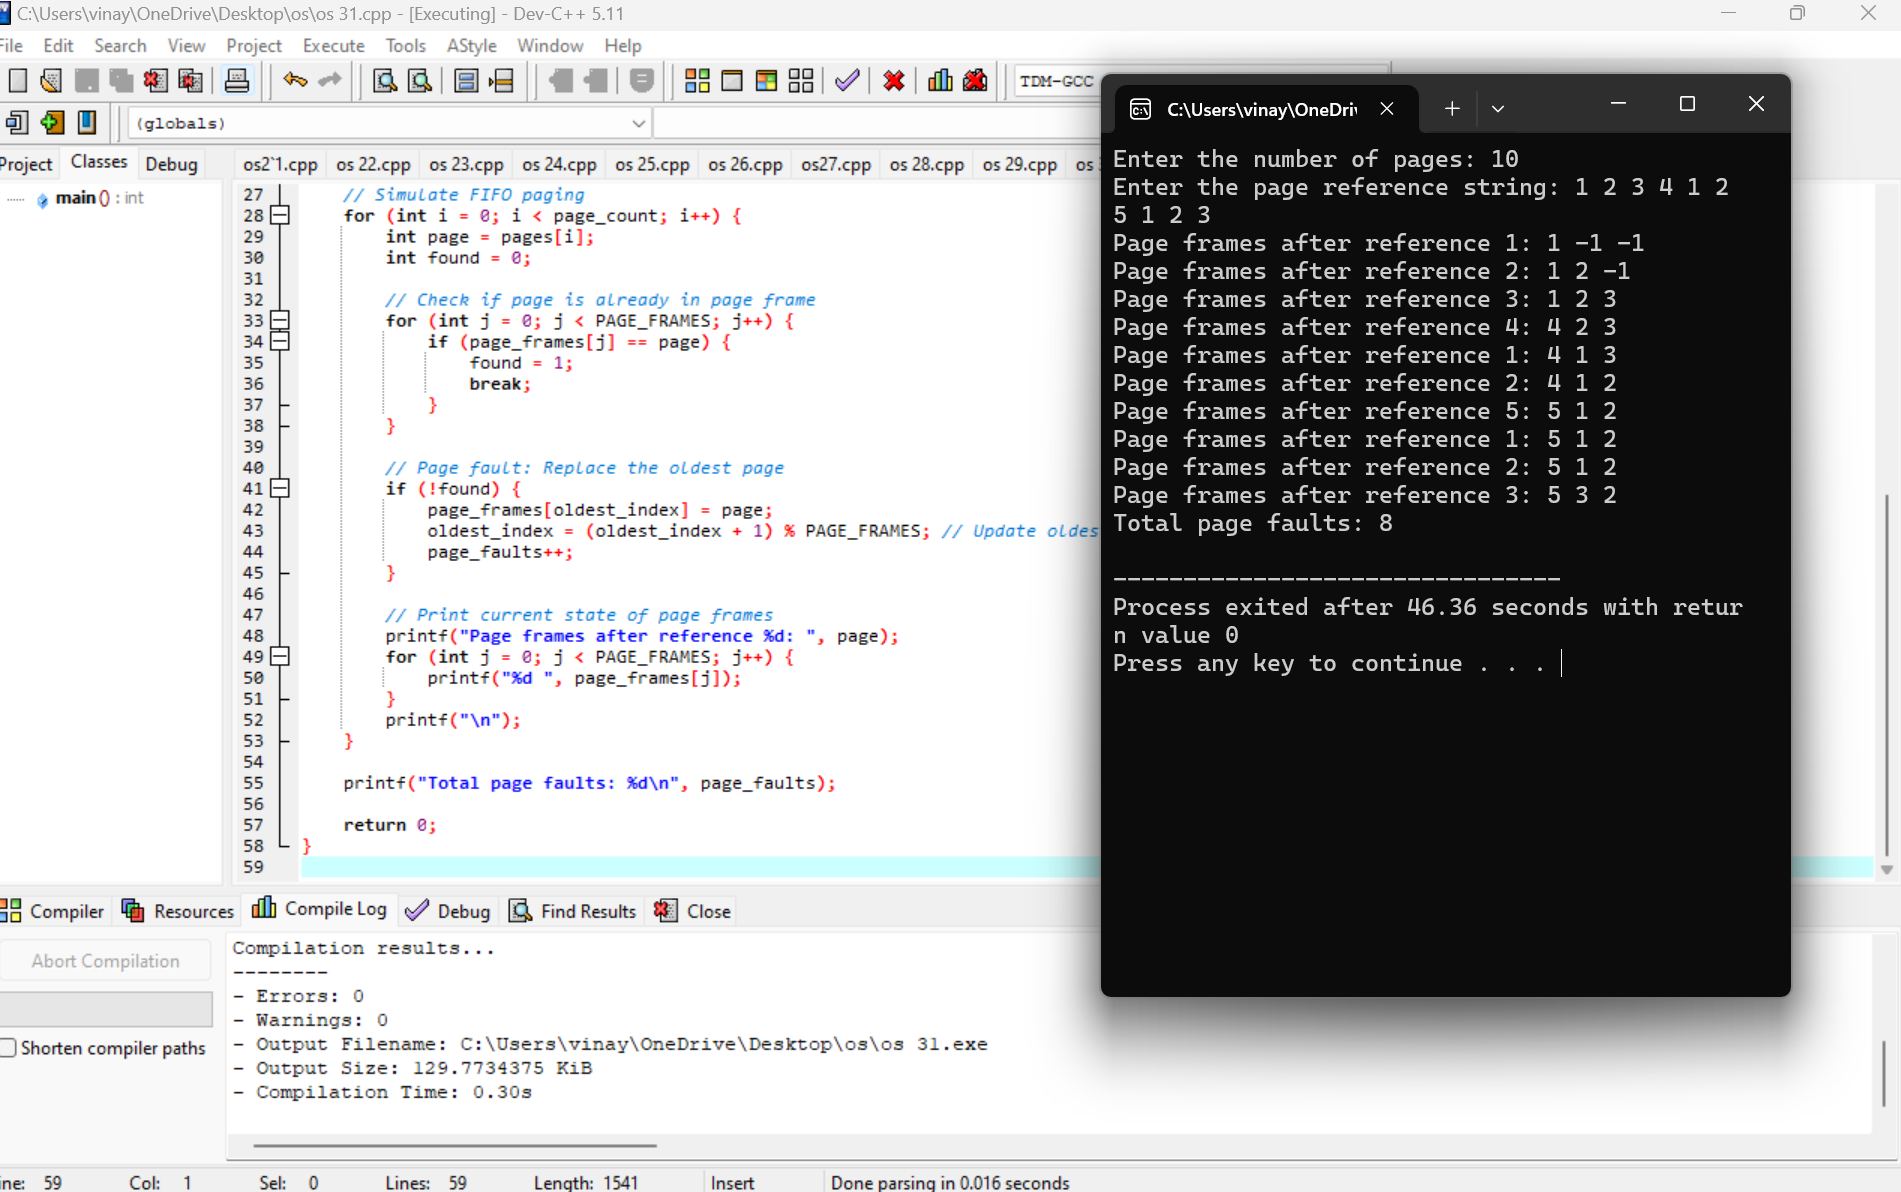 C:\Users\vinay\OneDrive\Desktop\os\os 31.cpp - [Executing] - Dev-C++ 5.11
File Edit Search View Project Execute Tools AStyle Window Help
TDM-GCC
(globals)
Project Classes Debug
main () : int
os2`1.cpp os 22.cpp os 23.cpp os 24.cpp os 25.cpp os 26.cpp os27.cpp os 28.cpp os 29.cpp os
27 // Simulate FIFO paging
28 for (int i = 0; i < page_count; i++) {
29 int page = pages[i];
30 int found = 0;
31
32 // Check if page is already in page frame
33 for (int j = 0; j < PAGE_FRAMES; j++) {
34 if (page_frames[j] == page) {
35 found = 1;
36 break;
37 }
38 }
39
40 // Page fault: Replace the oldest page
41 if (!found) {
42 page_frames[oldest_index] = page;
43 oldest_index = (oldest_index + 1) % PAGE_FRAMES; // Update oldes
44 page_faults++;
45 }
46
47 // Print current state of page frames
48 printf("Page frames after reference %d: ", page);
49 for (int j = 0; j < PAGE_FRAMES; j++) {
50 printf("%d ", page_frames[j]);
51 }
52 printf("\n");
53 }
54
55 printf("Total page faults: %d\n", page_faults);
56
57 return 0;
58 }
59
C:\Users\vinay\OneDri
Enter the number of pages: 10
Enter the page reference string: 1 2 3 4 1 2
5 1 2 3
Page frames after reference 1: 1 -1 -1
Page frames after reference 2: 1 2 -1
Page frames after reference 3: 1 2 3
Page frames after reference 4: 4 2 3
Page frames after reference 1: 4 1 3
Page frames after reference 2: 4 1 2
Page frames after reference 5: 5 1 2
Page frames after reference 1: 5 1 2
Page frames after reference 2: 5 1 2
Page frames after reference 3: 5 3 2
Total page faults: 8
--------------------------------
Process exited after 46.36 seconds with retur
n value 0
Press any key to continue . . .
Compiler Resources Compile Log Debug Find Results Close
Abort Compilation
Shorten compiler paths
Compilation results...
--------
- Errors: 0
- Warnings: 0
- Output Filename: C:\Users\vinay\OneDrive\Desktop\os\os 31.exe
- Output Size: 129.7734375 KiB
- Compilation Time: 0.30s
ine: 59 Col: 1 Sel: 0 Lines: 59 Length: 1541 Insert Done parsing in 0.016 seconds